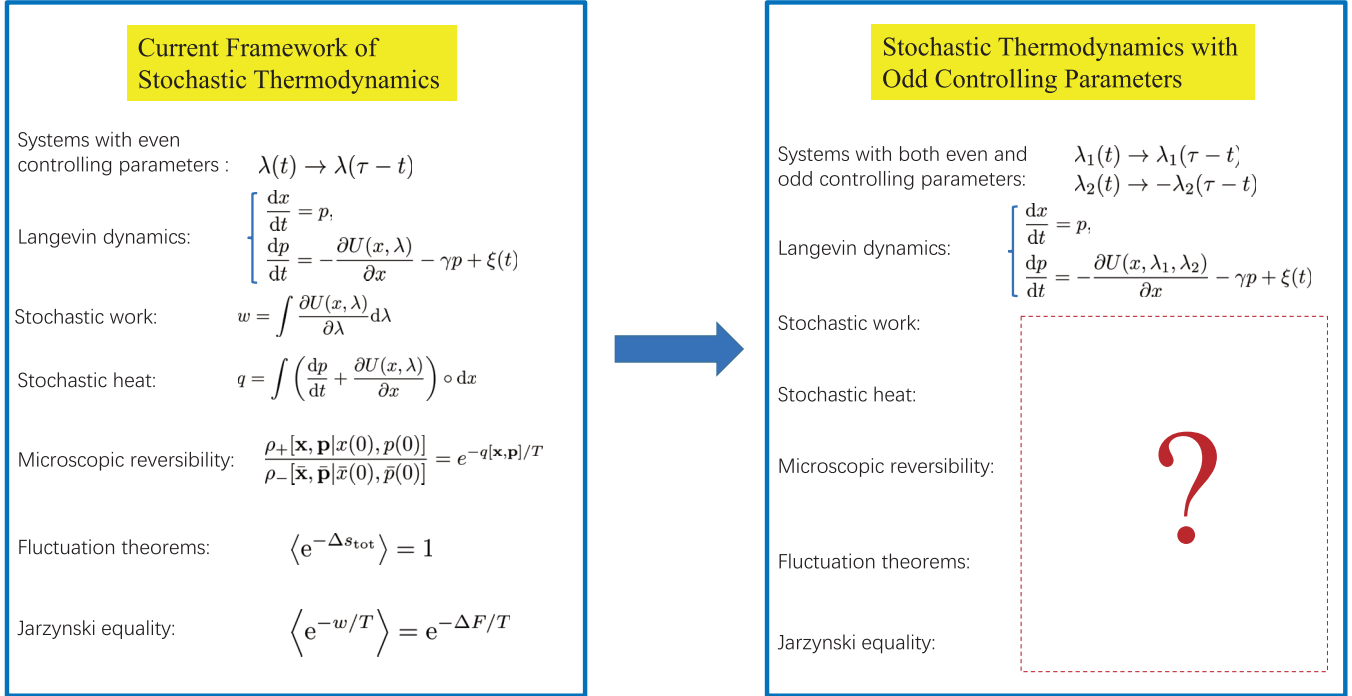 Current Framework of
Stochastic Thermodynamics
Systems with even
controlling parameters : λ(t) → λ(τ − t)
Langevin dynamics:
dx/dt = p,
dp/dt = −∂U(x, λ)/∂x − γp + ξ(t)
Stochastic work: w = ∫ ∂U(x, λ)/∂λ dλ
Stochastic heat: q = ∫ (dp/dt + ∂U(x, λ)/∂x) ∘ dx
Microscopic reversibility: ρ₊[𝐱, 𝐩|x(0), p(0)] / ρ₋[𝐱̄, 𝐩̄|x̄(0), p̄(0)] = e^{−q[𝐱,𝐩]/T}
Fluctuation theorems: ⟨e^{−Δs_tot}⟩ = 1
Jarzynski equality: ⟨e^{−w/T}⟩ = e^{−ΔF/T}
Stochastic Thermodynamics with
Odd Controlling Parameters
Systems with both even and λ₁(t) → λ₁(τ − t)
odd controlling parameters: λ₂(t) → −λ₂(τ − t)
Langevin dynamics:
dx/dt = p,
dp/dt = −∂U(x, λ₁, λ₂)/∂x − γp + ξ(t)
Stochastic work:
Stochastic heat:
Microscopic reversibility:
?
Fluctuation theorems:
Jarzynski equality: